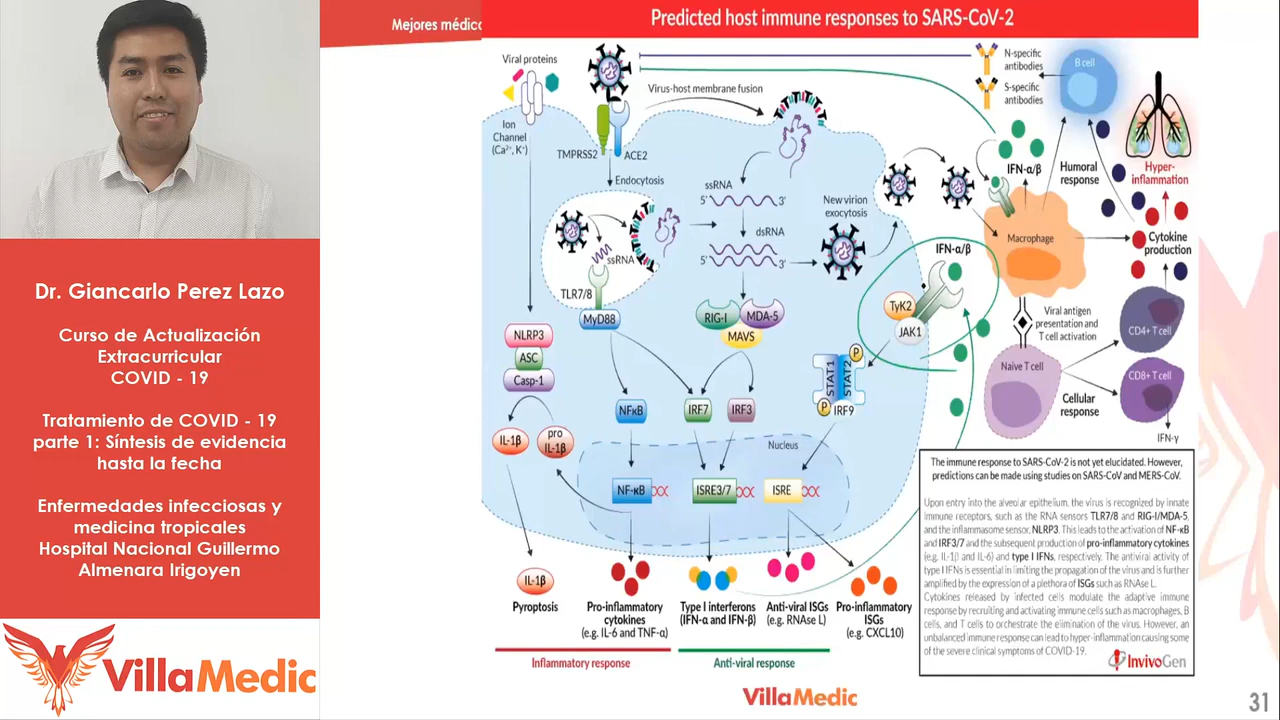 Dr. Giancarlo Perez Lazo
Curso de Actualización
Extracurricular
COVID - 19
Tratamiento de COVID - 19
parte 1: Síntesis de evidencia
hasta la fecha
Enfermedades infecciosas y
medicina tropicales
Hospital Nacional Guillermo
Almenara Irigoyen
VillaMedic
Mejores médico
Predicted host immune responses to SARS-CoV-2
Viral proteins
Ion
Channel
(Ca²⁺, K⁺)
TMPRSS2
ACE2
Virus-host membrane fusion
Endocytosis
ssRNA
TLR7/8
MyD88
ssRNA
5' 3'
dsRNA
5' 3'
RIG-I
MDA-5
MAVS
New virion
exocytosis
N-specific
antibodies
S-specific
antibodies
B cell
IFN-α/β
Humoral
response
Hyper-
inflammation
Macrophage
Cytokine
production
IFN-α/β
TyK2
JAK1
Viral antigen
presentation and
T cell activation
CD4+ T cell
Naïve T cell
CD8+ T cell
Cellular
response
IFN-γ
NLRP3
ASC
Casp-1
IL-1β
pro
IL-1β
NFκB
IRF7
IRF3
P
STAT1
STAT2
P
IRF9
Nucleus
NF-κB
ISRE3/7
ISRE
IL-1β
Pyroptosis
Pro-inflammatory
cytokines
(e.g. IL-6 and TNF-α)
Type I interferons
(IFN-α and IFN-β)
Anti-viral ISGs
(e.g. RNAse L)
Pro-inflammatory
ISGs
(e.g. CXCL10)
Inflammatory response
Anti-viral response
The immune response to SARS-CoV-2 is not yet elucidated. However,
predictions can be made using studies on SARS-CoV and MERS-CoV.
Upon entry into the alveolar epithelium, the virus is recognized by innate
immune receptors, such as the RNA sensors TLR7/8 and RIG-I/MDA-5,
and the inflammasome sensor, NLRP3. This leads to the activation of NF-κB
and IRF3/7 and the subsequent production of pro-inflammatory cytokines
(e.g. IL-1β and IL-6) and type I IFNs, respectively. The antiviral activity of
type I IFNs is essential in limiting the propagation of the virus and is further
amplified by the expression of a plethora of ISGs such as RNAse L.
Cytokines released by infected cells modulate the adaptive immune
response by recruiting and activating immune cells such as macrophages, B
cells, and T cells to orchestrate the elimination of the virus. However, an
unbalanced immune response can lead to hyper-inflammation causing some
of the severe clinical symptoms of COVID-19.
InvivoGen
VillaMedic
31